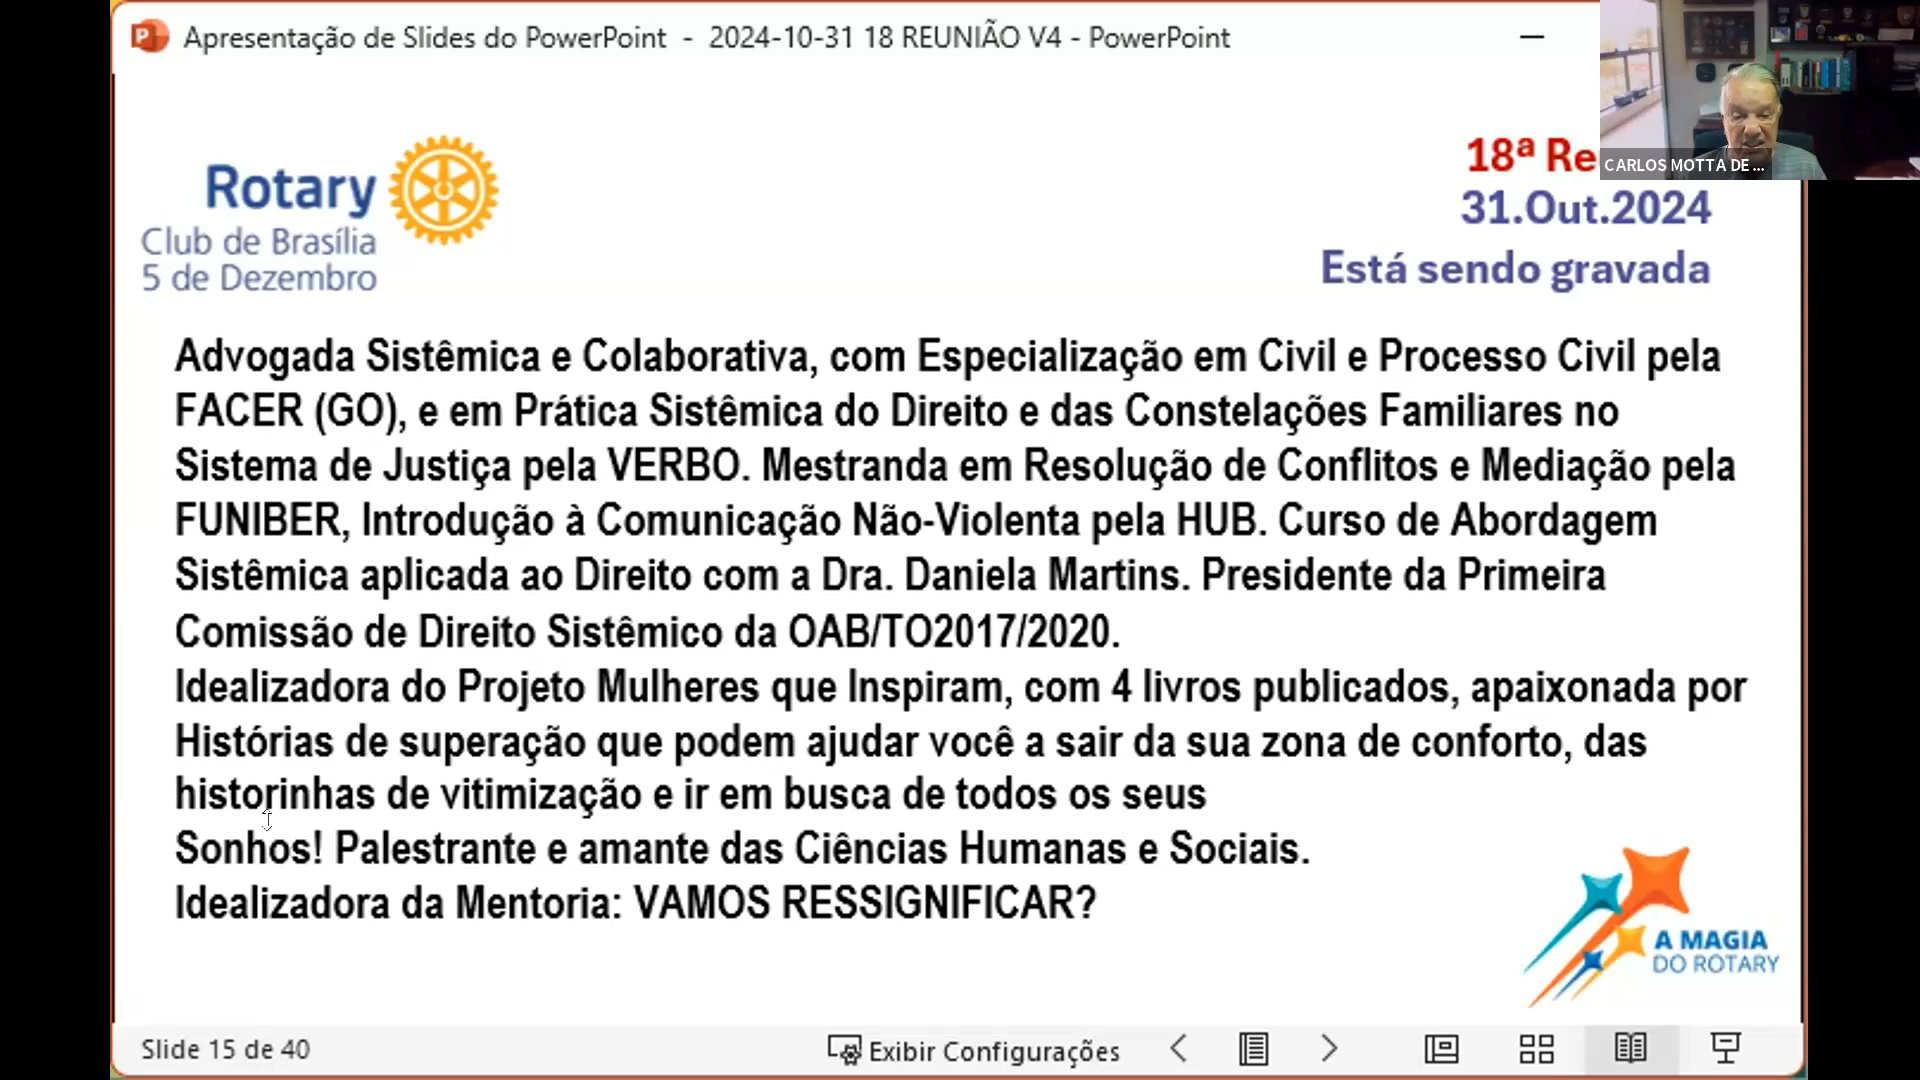 Apresentação de Slides do PowerPoint - 2024-10-31 18 REUNIÃO V4 - PowerPoint
CARLOS MOTTA DE ...
Rotary
Club de Brasília
5 de Dezembro
18ª Re
31.Out.2024
Está sendo gravada
Advogada Sistêmica e Colaborativa, com Especialização em Civil e Processo Civil pela
FACER (GO), e em Prática Sistêmica do Direito e das Constelações Familiares no
Sistema de Justiça pela VERBO. Mestranda em Resolução de Conflitos e Mediação pela
FUNIBER, Introdução à Comunicação Não-Violenta pela HUB. Curso de Abordagem
Sistêmica aplicada ao Direito com a Dra. Daniela Martins. Presidente da Primeira
Comissão de Direito Sistêmico da OAB/TO2017/2020.
Idealizadora do Projeto Mulheres que Inspiram, com 4 livros publicados, apaixonada por
Histórias de superação que podem ajudar você a sair da sua zona de conforto, das
historinhas de vitimização e ir em busca de todos os seus
Sonhos! Palestrante e amante das Ciências Humanas e Sociais.
Idealizadora da Mentoria: VAMOS RESSIGNIFICAR?
A MAGIA
DO ROTARY
Slide 15 de 40
Exibir Configurações